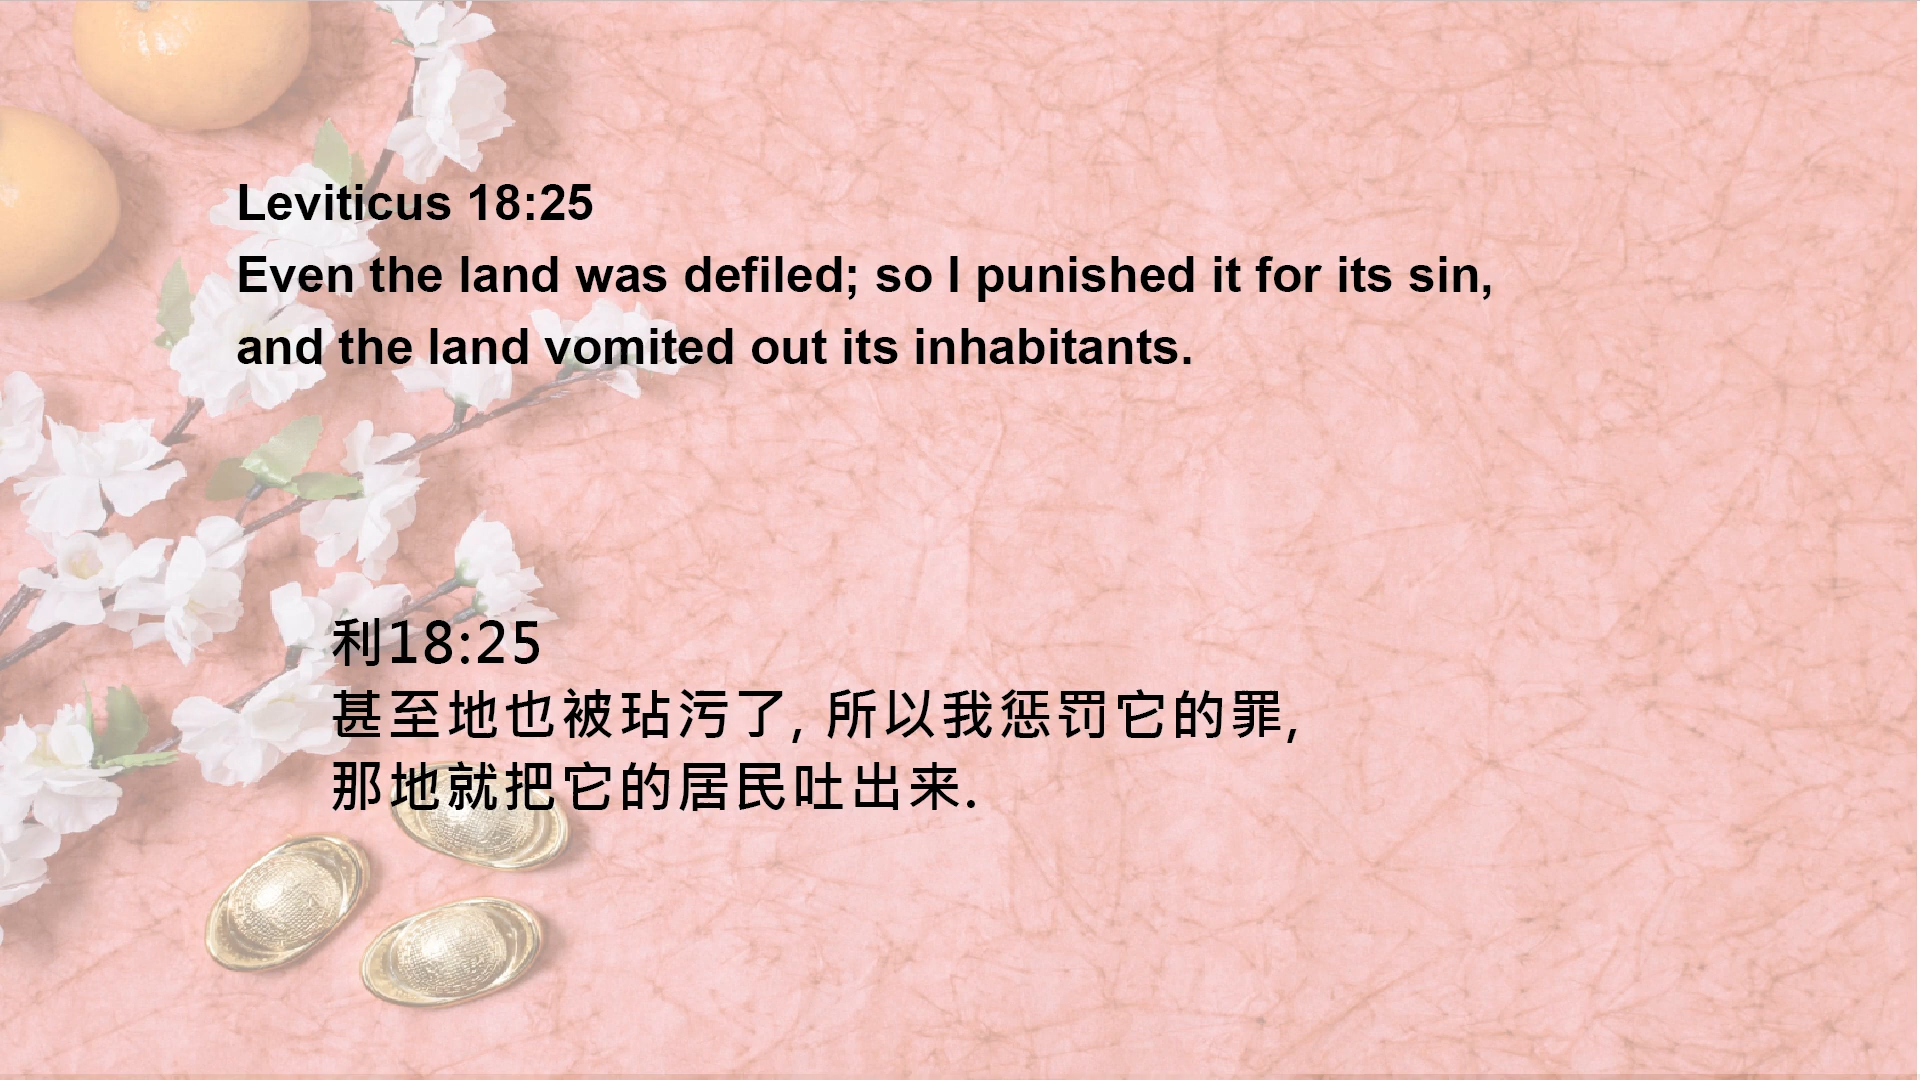 Leviticus 18:25
Even the land was defiled; so I punished it for its sin,
and the land vomited out its inhabitants.
利18:25
甚至地也被玷污了, 所以我惩罚它的罪,
那地就把它的居民吐出来.